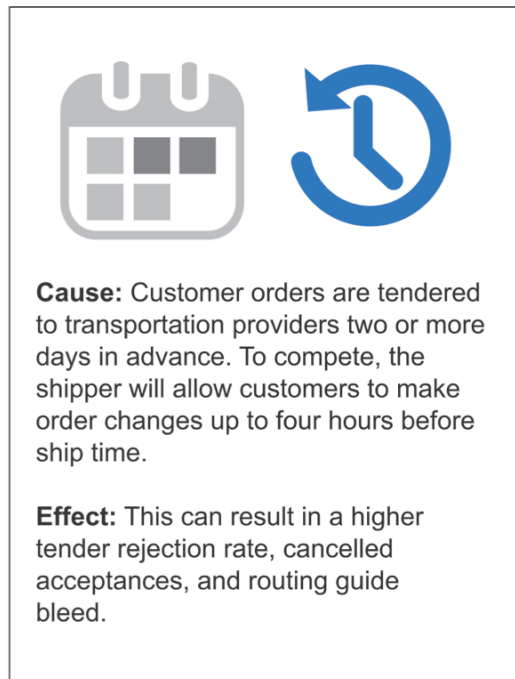 Cause: Customer orders are tendered
to transportation providers two or more
days in advance. To compete, the
shipper will allow customers to make
order changes up to four hours before
ship time.
Effect: This can result in a higher
tender rejection rate, cancelled
acceptances, and routing guide
bleed.